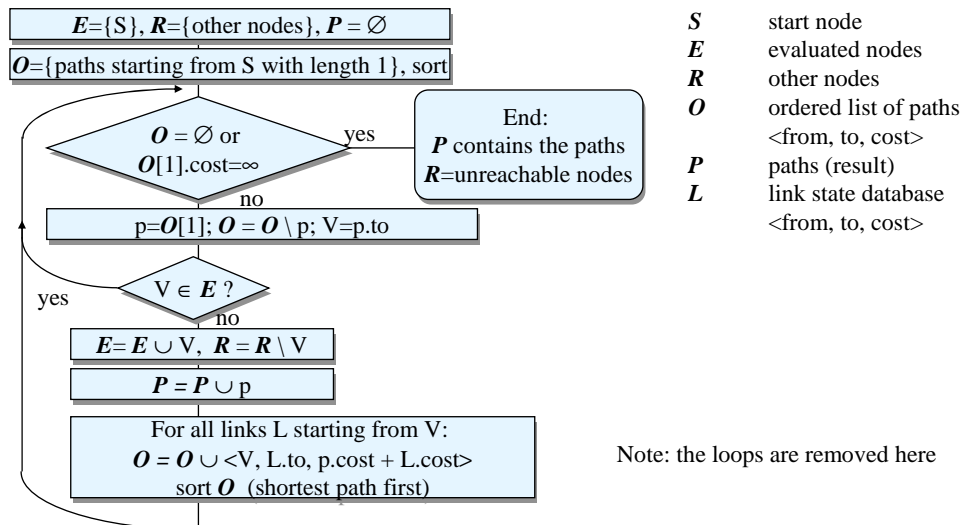 E={S}, R={other nodes}, P = ∅
O={paths starting from S with length 1}, sort
O = ∅ or
O[1].cost=∞
yes
End:
P contains the paths
R=unreachable nodes
no
p=O[1]; O = O \ p; V=p.to
V ∈ E ?
yes
no
E= E ∪ V, R = R \ V
P = P ∪ p
For all links L starting from V:
O = O ∪ <V, L.to, p.cost + L.cost>
sort O (shortest path first)
S start node
E evaluated nodes
R other nodes
O ordered list of paths
<from, to, cost>
P paths (result)
L link state database
<from, to, cost>
Note: the loops are removed here